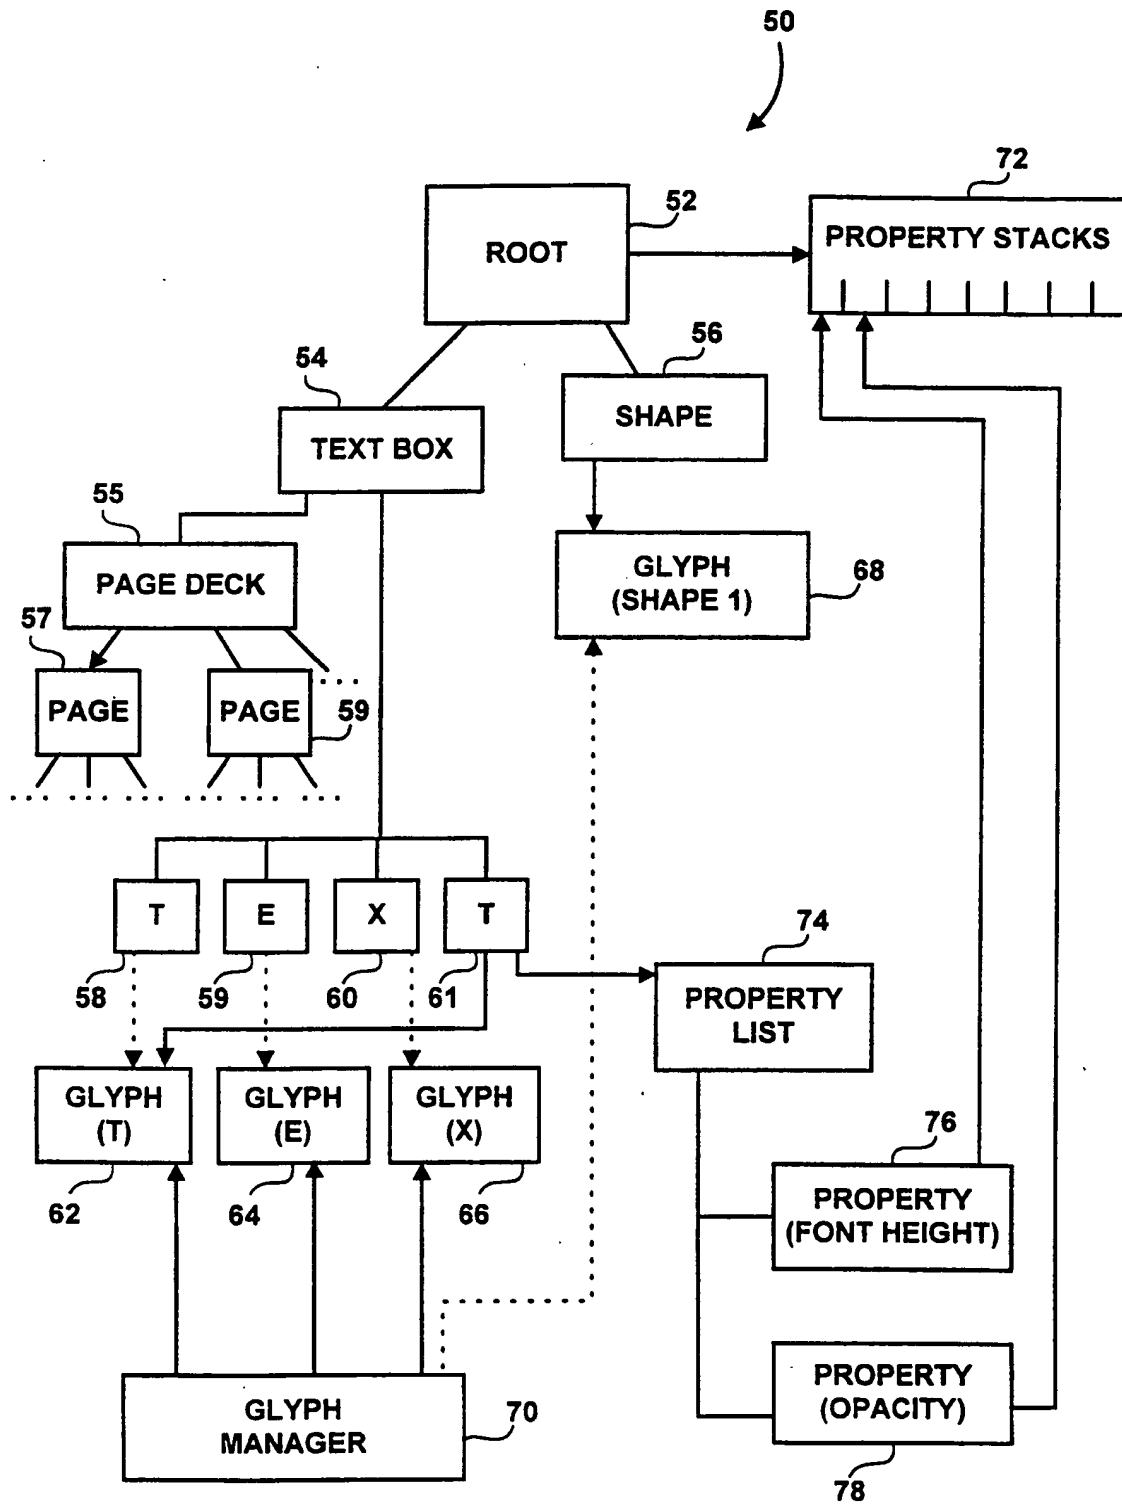 50
72
52
PROPERTY STACKS
ROOT
56
54
SHAPE
TEXT BOX
55
GLYPH
(SHAPE 1)
68
PAGE DECK
57
PAGE
PAGE
59
T
E
X
T
74
58
59
60
61
PROPERTY
LIST
GLYPH
(T)
GLYPH
(E)
GLYPH
(X)
76
62
64
66
PROPERTY
(FONT HEIGHT)
PROPERTY
(OPACITY)
GLYPH
MANAGER
70
78